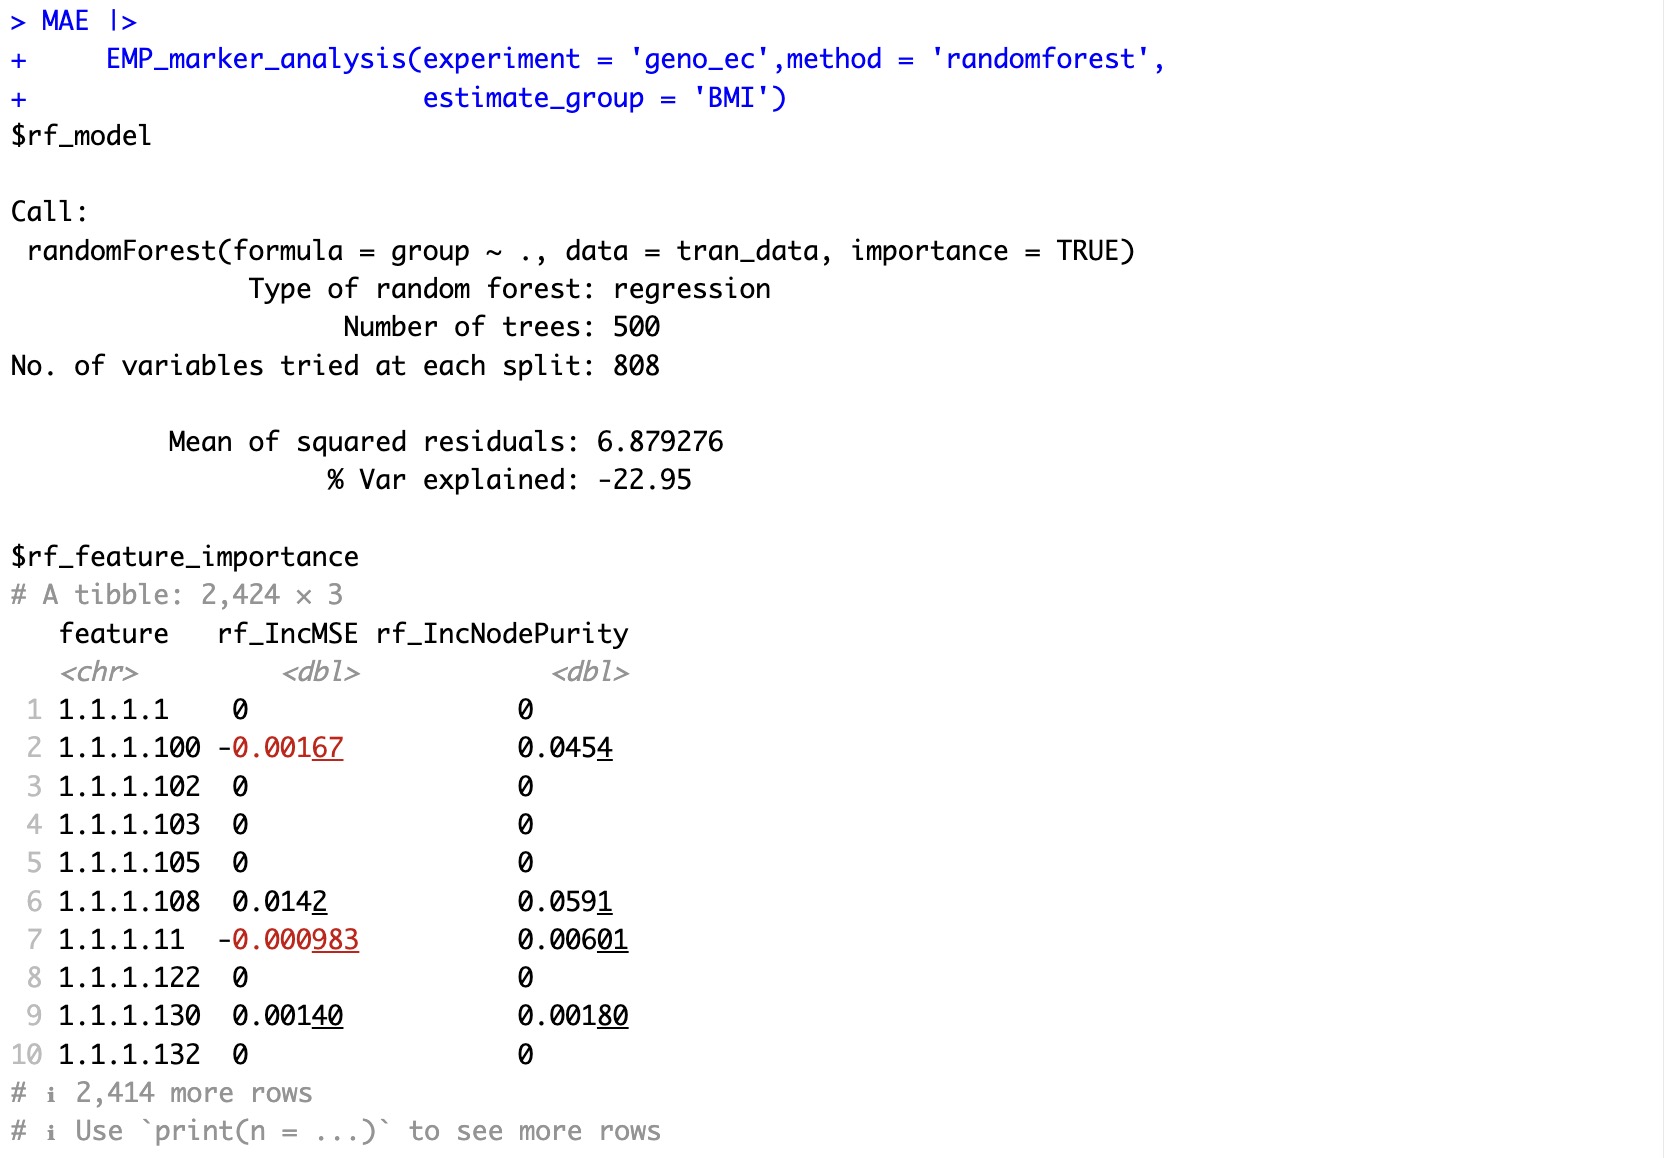 > MAE |>
+     EMP_marker_analysis(experiment = 'geno_ec',method = 'randomforest',
+                         estimate_group = 'BMI')
$rf_model

Call:
 randomForest(formula = group ~ ., data = tran_data, importance = TRUE)
               Type of random forest: regression
                     Number of trees: 500
No. of variables tried at each split: 808

          Mean of squared residuals: 6.879276
                    % Var explained: -22.95

$rf_feature_importance
# A tibble: 2,424 × 3
   feature   rf_IncMSE rf_IncNodePurity
   <chr>         <dbl>            <dbl>
 1 1.1.1.1    0                 0
 2 1.1.1.100 -0.00167           0.0454
 3 1.1.1.102  0                 0
 4 1.1.1.103  0                 0
 5 1.1.1.105  0                 0
 6 1.1.1.108  0.0142            0.0591
 7 1.1.1.11  -0.000983          0.00601
 8 1.1.1.122  0                 0
 9 1.1.1.130  0.00140           0.00180
10 1.1.1.132  0                 0
# ℹ 2,414 more rows
# ℹ Use `print(n = ...)` to see more rows